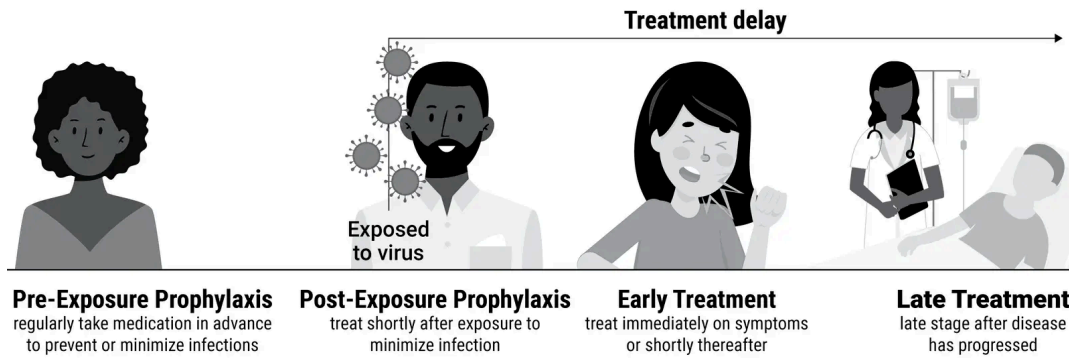 Treatment delay
Exposed
to virus
Pre-Exposure Prophylaxis
regularly take medication in advance
to prevent or minimize infections
Post-Exposure Prophylaxis
treat shortly after exposure to
minimize infection
Early Treatment
treat immediately on symptoms
or shortly thereafter
Late Treatment
late stage after disease
has progressed